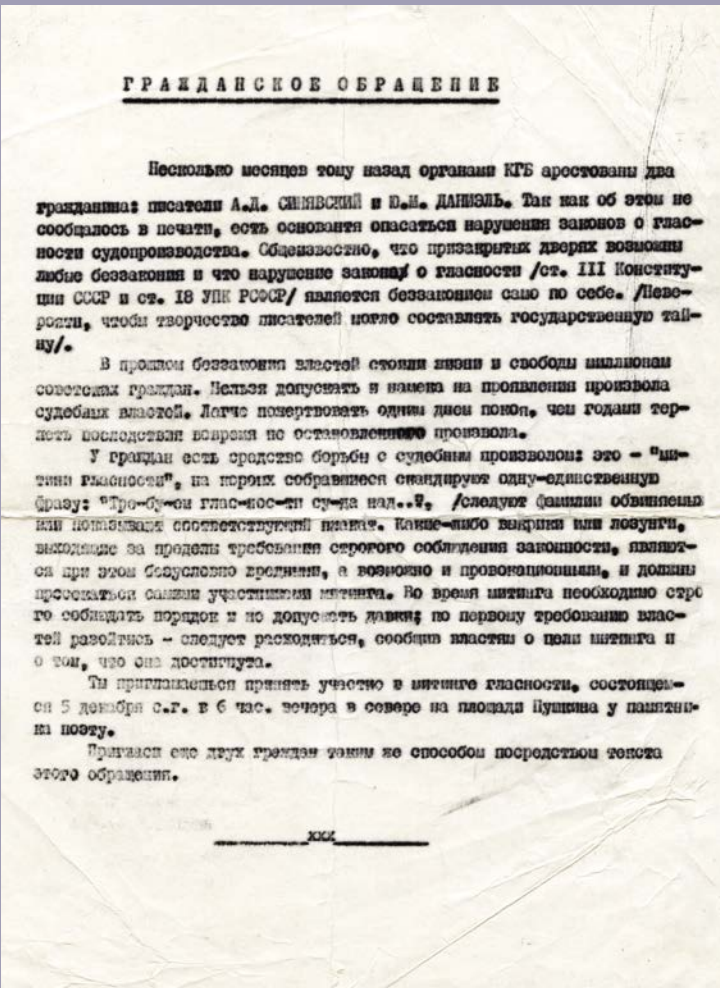 ГРАЖДАНСКОЕ ОБРАЩЕНИЕ
Несколько месяцев тому назад органами КГБ арестованы два
гражданина: писатели А.Д. СИНЯВСКИЙ и Ю.М. ДАНИЭЛЬ. Так как об этом не
сообщалось в печати, есть основантя опасаться нарушения законов о глас-
ности судопроизводства. Общеизвестно, что призакрытых дверях возможны
любые беззакония и что нарушение закона/ о гласности /ст. III Конститу-
ции СССР и ст. I8 УПК РСФСР/ является беззаконием само по себе. /Неве-
роятн, чтобы творчество писателей могло составлять государственную тай-
ну/.
В прошлом беззакония властей стоили жизни и свободы миллионам
советских граждан. Нельзя допускать и намека на проявления произвола
судебных властей. Легче пожертвовать одним днем покоя, чем годами тер-
петь последствия вовремя не остановленного произвола.
У граждан есть средство борьбы с судебным произволом: это - "ми-
тинги гласности", на короих собравшиеся скандируют одну-единственную
фразу: "Тре-бу-ем глас-нос-ти су-да над..", /следуют фамилии обвиняемых
или показывают соответствующий плакат. Какие-либо выкрики или лозунги,
выходящие за пределы требования строгого соблюдения законности, являют-
ся при этом безусловно вредными, а возможно и провокационными, и должны
пресекаться самими участниками митинга. Во время митинга необходимо стро
го соблюдать порядок и не допускать давки; по первому требованию влас-
тей разойтись - следует расходиться, сообщив властям о цели митинга и
о том, что она достигнута.
Ты приглашаешься принять участие в митинге гласности, состоящем-
ся 5 декабря с.г. в 6 час. вечера в сквере на площади Пушкина у памятни-
ка поэту.
Пригласи еще двух граждан таким же способом посредством текста
этого обращения.
xxx